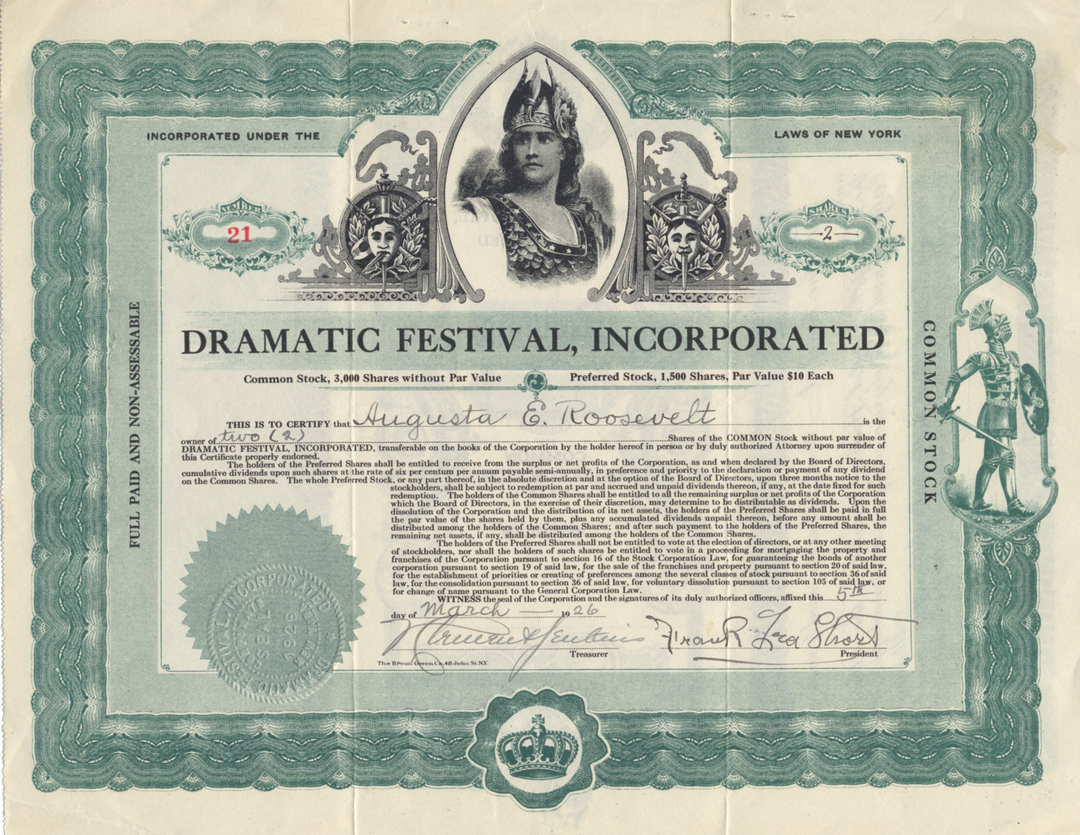 INCORPORATED UNDER THE
LAWS OF NEW YORK
NUMBER
21
SHARES
-2-
DRAMATIC FESTIVAL, INCORPORATED
Common Stock, 3,000 Shares without Par Value
Preferred Stock, 1,500 Shares, Par Value $10 Each
FULL PAID AND NON-ASSESSABLE
COMMON STOCK
THIS IS TO CERTIFY that Augusta E. Roosevelt is the
owner of two (2) Shares of the COMMON Stock without par value of
DRAMATIC FESTIVAL, INCORPORATED, transferable on the books of the Corporation by the holder hereof in person or by duly authorized Attorney upon surrender of
this Certificate properly endorsed.
The holders of the Preferred Shares shall be entitled to receive from the surplus or net profits of the Corporation, as and when declared by the Board of Directors,
cumulative dividends upon such shares at the rate of six per centum per annum payable semi-annually, in preference and priority to the declaration or payment of any dividend
on the Common Shares. The whole Preferred Stock, or any part thereof, in the absolute discretion and at the option of the Board of Directors, upon three months notice to the
stockholders, shall be subject to redemption at par and accrued and unpaid dividends thereon, if any, at the date fixed for such
redemption. The holders of the Common Shares shall be entitled to all the remaining surplus or net profits of the Corporation
which the Board of Directors, in the exercise of their discretion, may determine to be distributable as dividends. Upon the
dissolution of the Corporation and the distribution of its net assets, the holders of the Preferred Shares shall be paid in full
the par value of the shares held by them, plus any accumulated dividends unpaid thereon, before any amount shall be
distributed among the holders of the Common Shares; and after such payment to the holders of the Preferred Shares, the
remaining net assets, if any, shall be distributed among the holders of the Common Shares.
The holders of the Preferred Shares shall not be entitled to vote at the election of directors, or at any other meeting
of stockholders, nor shall the holders of such shares be entitled to vote in a proceeding for mortgaging the property and
franchises of the Corporation pursuant to section 16 of the Stock Corporation Law, for guaranteeing the bonds of another
corporation pursuant to section 19 of said law, for the sale of the franchises and property pursuant to section 20 of said law,
for the establishment of priorities or creating of preferences among the several classes of stock pursuant to section 36 of said
law, for the consolidation pursuant to section 36 of said law, for voluntary dissolution pursuant to section 105 of said law, or
for change of name pursuant to the General Corporation Law.
WITNESS the seal of the Corporation and the signatures of its duly authorized officers, affixed this 5th
day of March 1926
Jenkins
Frank Lea Short
Treasurer
President
SEAL
1926